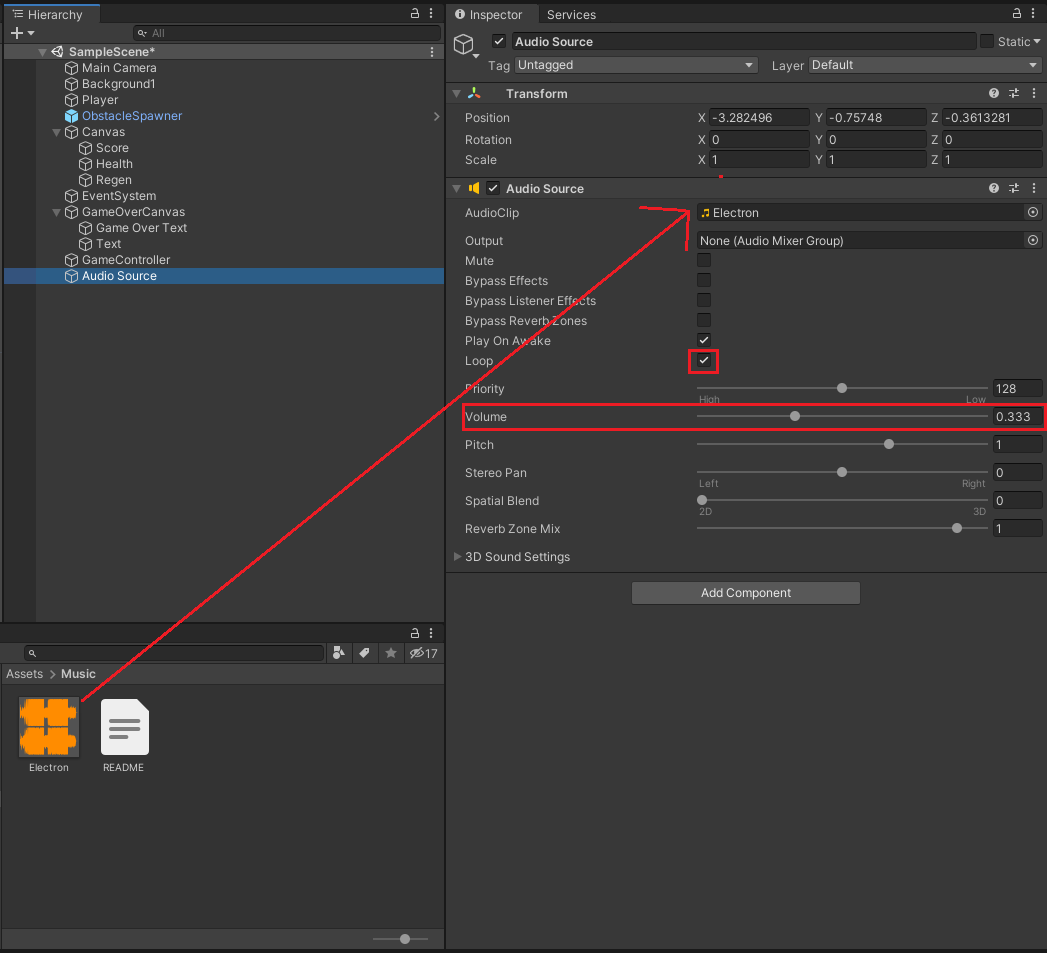 Hierarchy
All
SampleScene*
Main Camera
Background1
Player
ObstacleSpawner
Canvas
Score
Health
Regen
EventSystem
GameOverCanvas
Game Over Text
Text
GameController
Audio Source
17
Assets > Music
Electron README
Inspector Services
Audio Source Static
Tag Untagged Layer Default
Transform
Position X -3.282496 Y -0.75748 Z -0.3613281
Rotation X 0 Y 0 Z 0
Scale X 1 Y 1 Z 1
Audio Source
AudioClip Electron
Output None (Audio Mixer Group)
Mute
Bypass Effects
Bypass Listener Effects
Bypass Reverb Zones
Play On Awake
Loop
Priority 128
High Low
Volume 0.333
Pitch 1
Stereo Pan 0
Left Right
Spatial Blend 0
2D 3D
Reverb Zone Mix 1
3D Sound Settings
Add Component